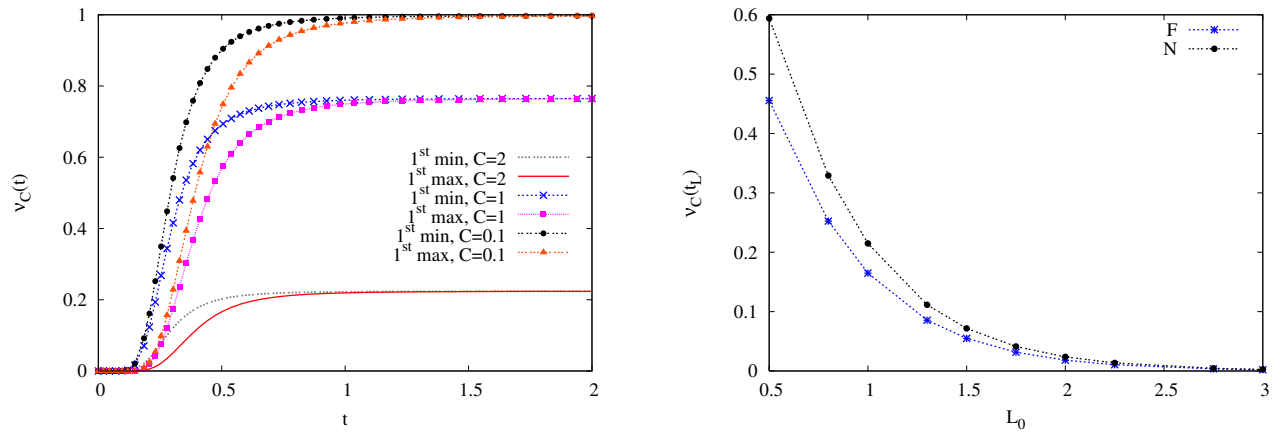 1
0.8
0.6
0.4
0.2
0
ν_C(t)
1^st min, C=2
1^st max, C=2
1^st min, C=1
1^st max, C=1
1^st min, C=0.1
1^st max, C=0.1
0 0.5 1 1.5 2
t
0.6
0.5
0.4
0.3
0.2
0.1
0
ν_C(t_L)
F
N
0.5 1 1.5 2 2.5 3
L_0